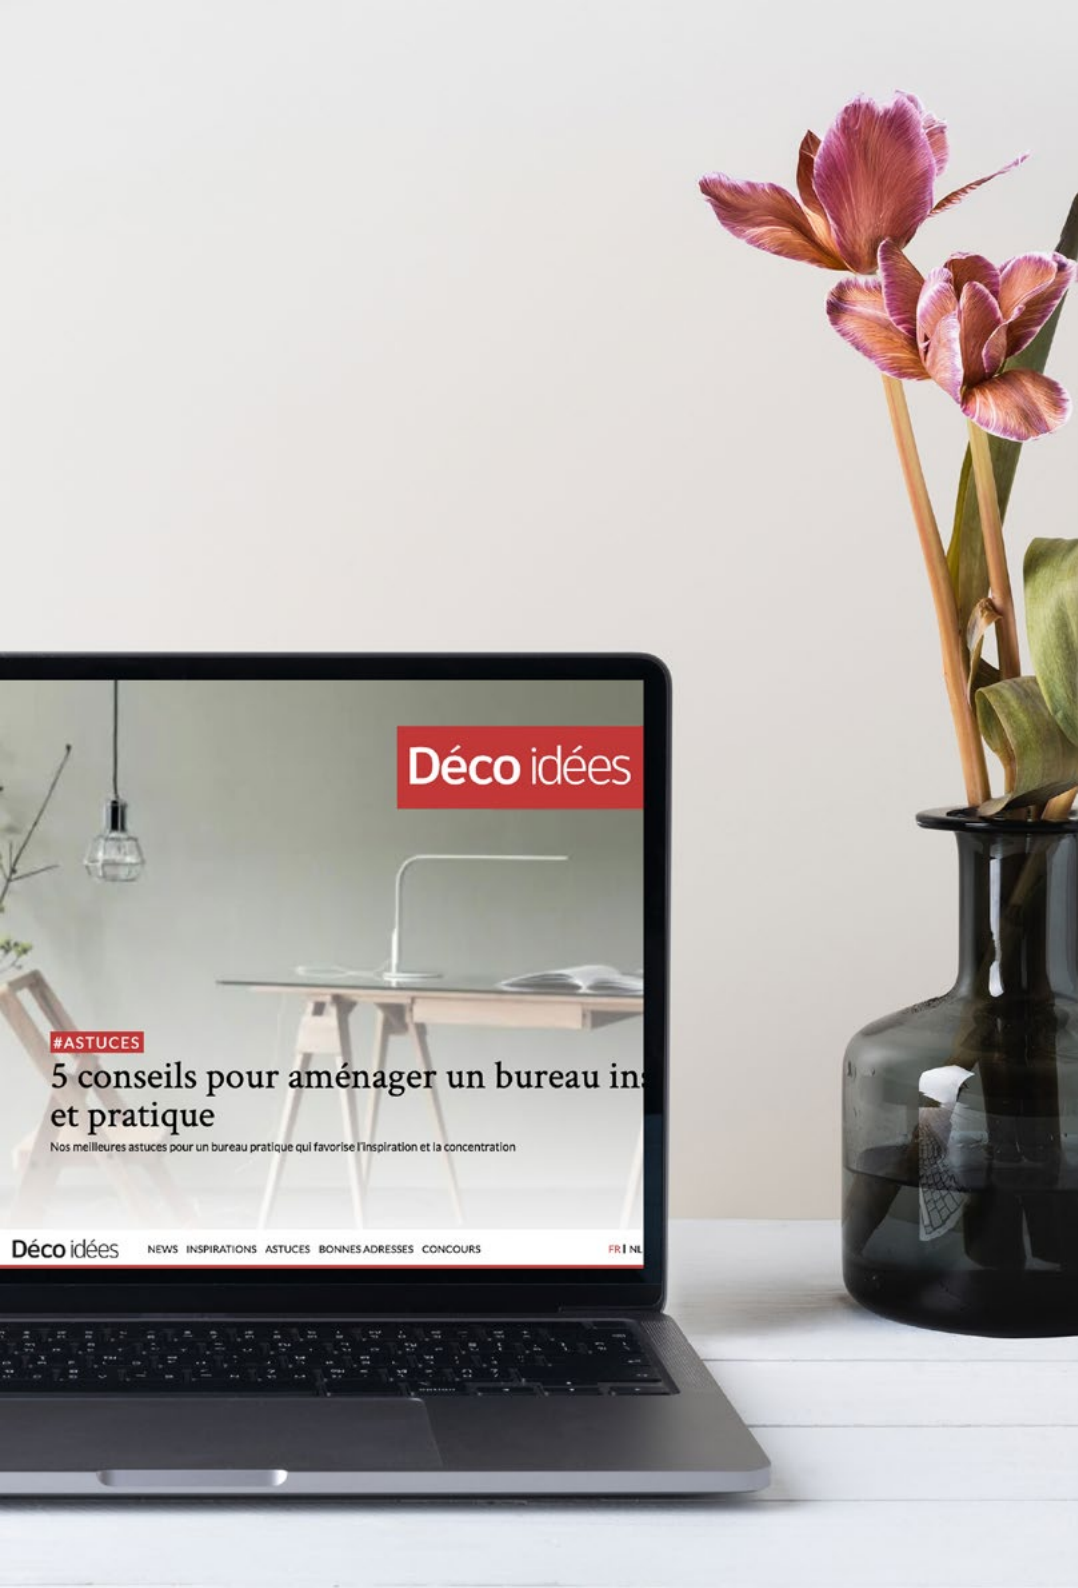 Déco idées
#ASTUCES
5 conseils pour aménager un bureau
et pratique
Nos meilleures astuces pour un bureau pratique qui favorise l'inspiration et la concentration
Déco idées NEWS INSPIRATIONS ASTUCES BONNES ADRESSES CONCOURS FR | NL
option